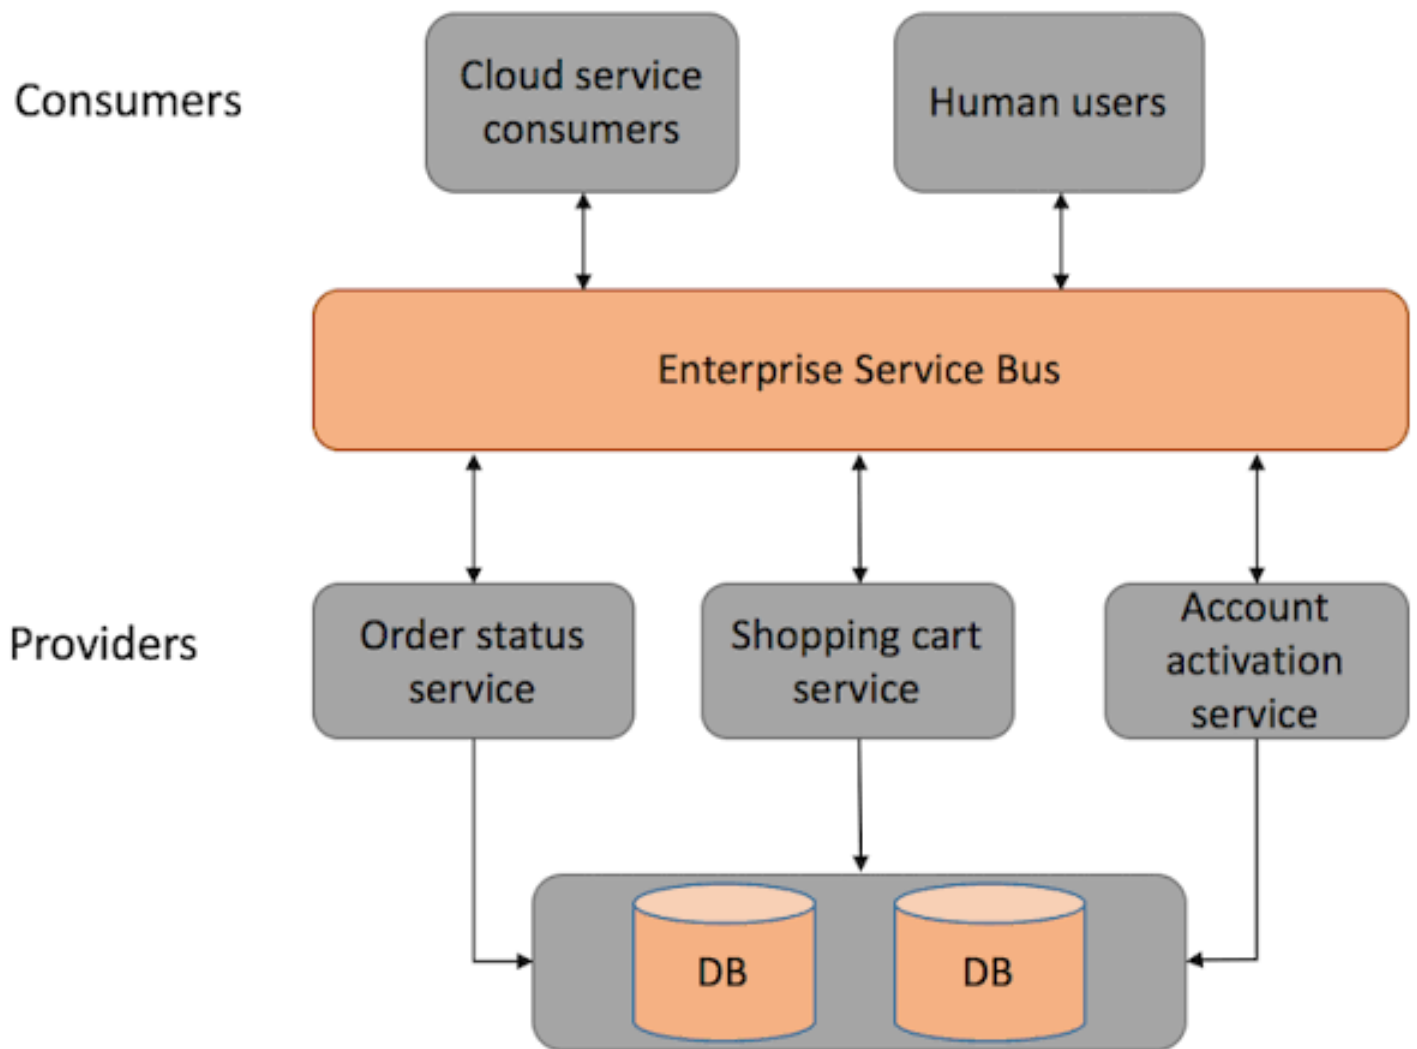 Consumers
Cloud service
consumers
Human users
Enterprise Service Bus
Providers
Order status
service
Shopping cart
service
Account
activation
service
DB
DB